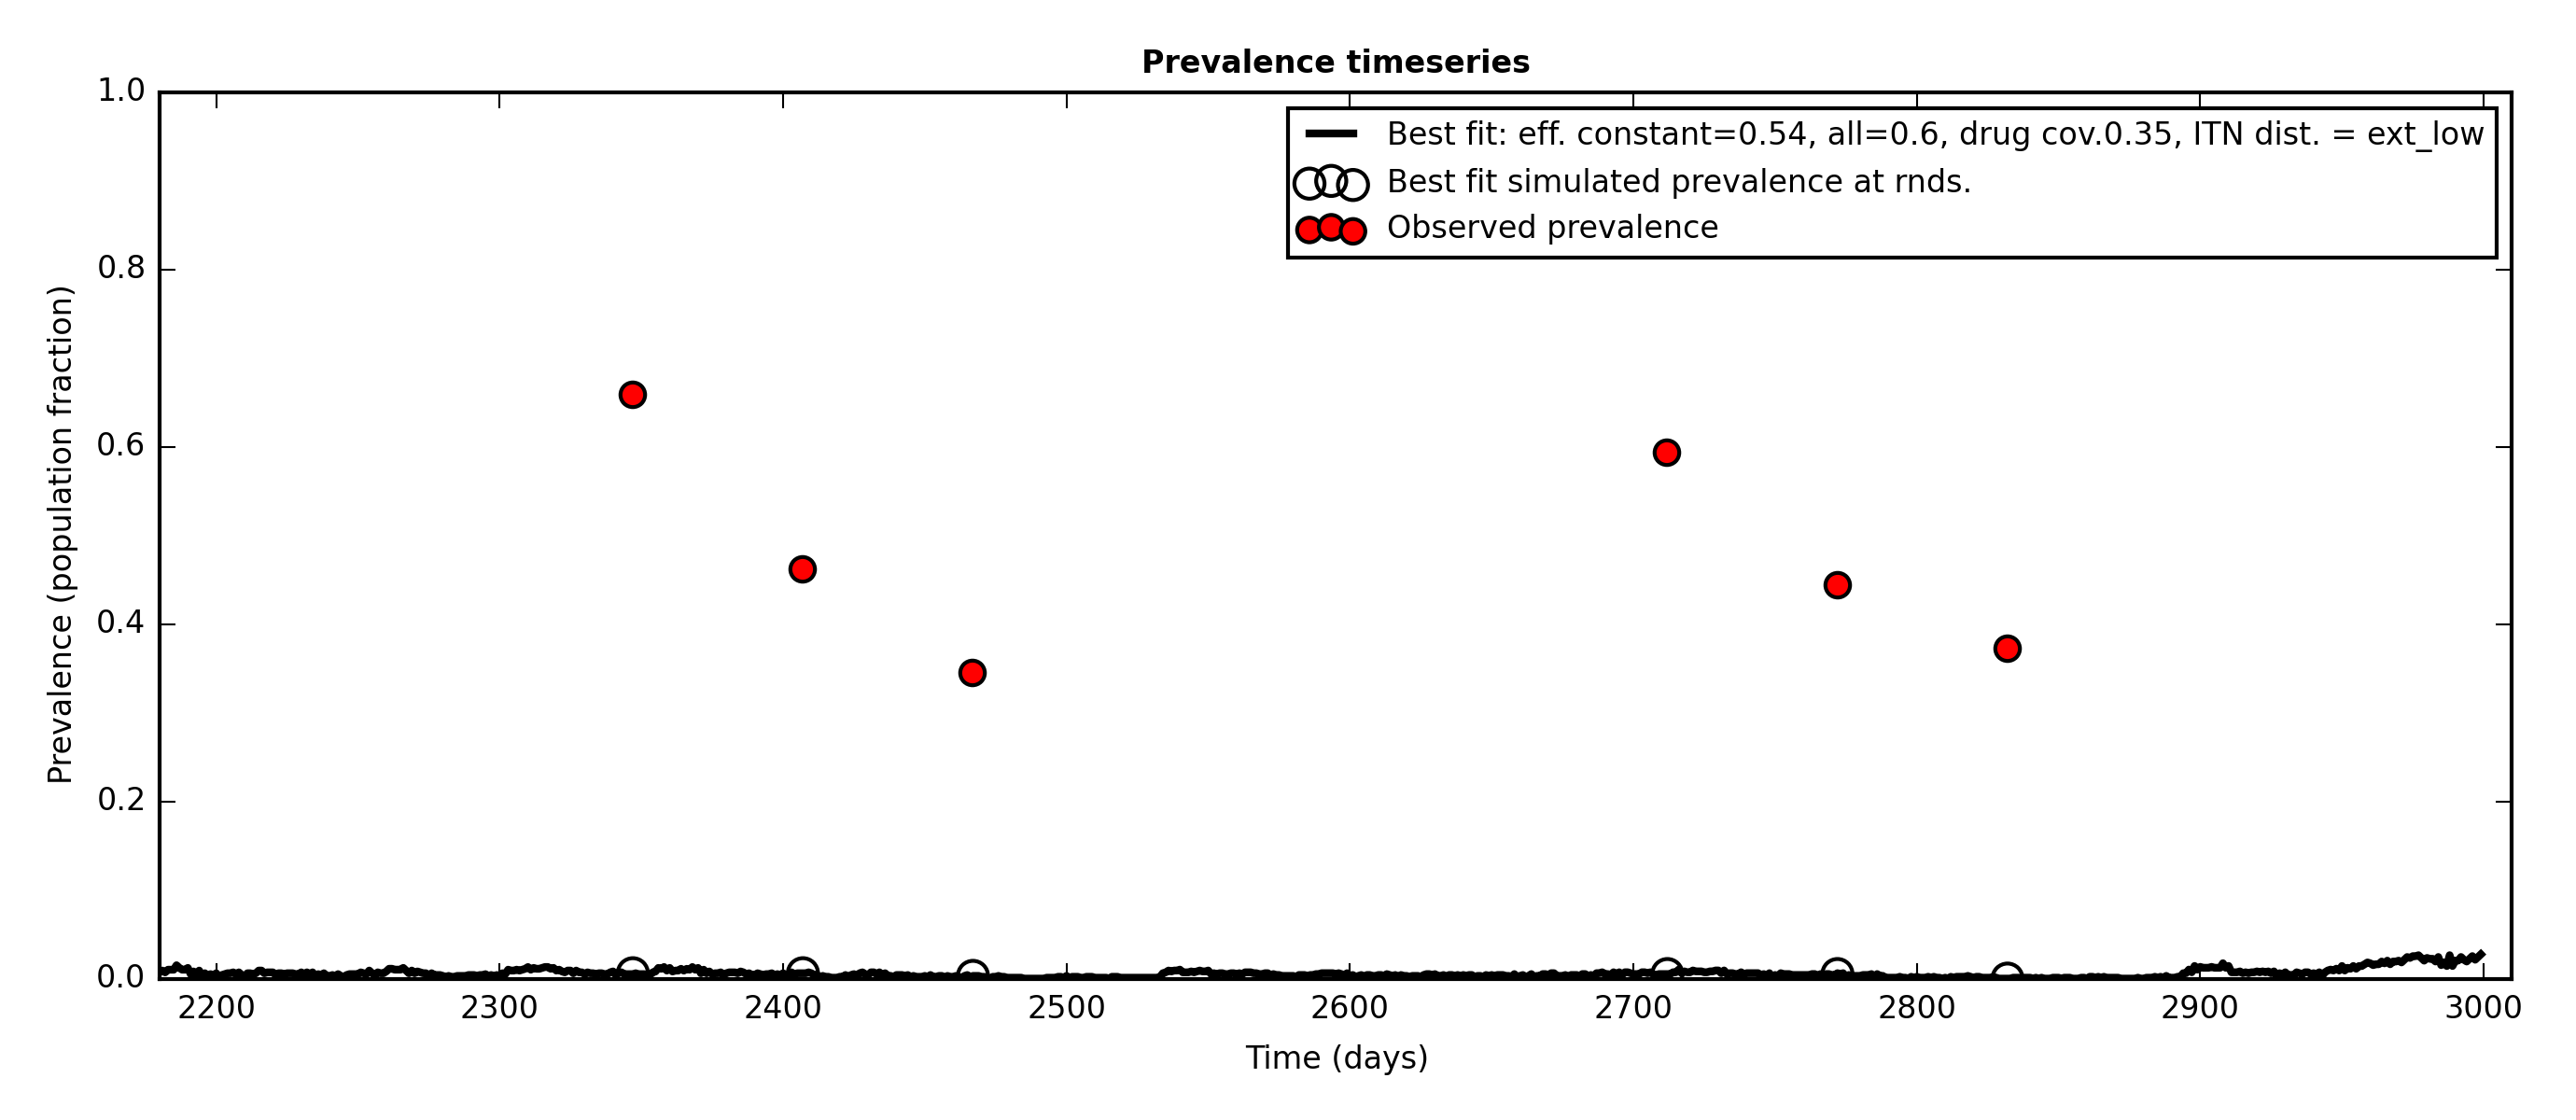 Prevalence timeseries
1.0
0.8
0.6
0.4
0.2
0.0
Prevalence (population fraction)
Best fit: eff. constant=0.54, all=0.6, drug cov.0.35, ITN dist. = ext_low
Best fit simulated prevalence at rnds.
Observed prevalence
2200 2300 2400 2500 2600 2700 2800 2900 3000
Time (days)